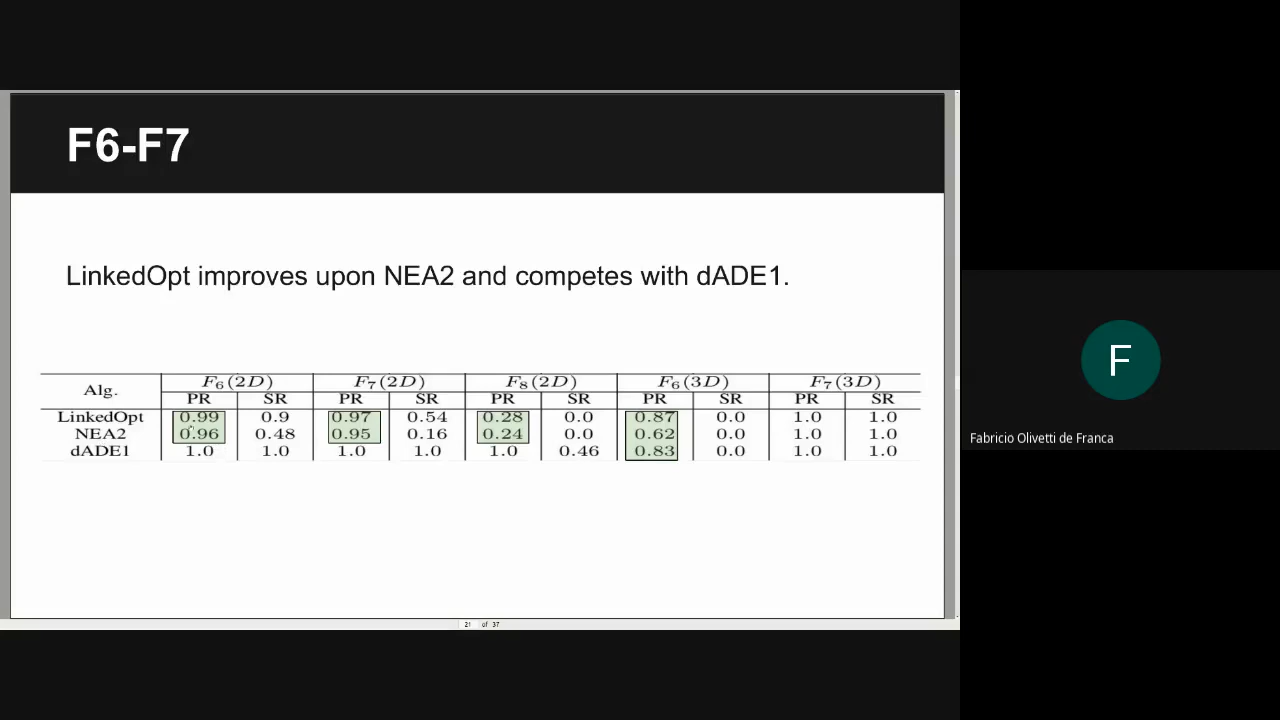 F6-F7
LinkedOpt improves upon NEA2 and competes with dADE1.
Alg. F6(2D) F7(2D) F8(2D) F6(3D) F7(3D)
PR SR PR SR PR SR PR SR PR SR
LinkedOpt 0.99 0.9 0.97 0.54 0.28 0.0 0.87 0.0 1.0 1.0
NEA2 0.96 0.48 0.95 0.16 0.24 0.0 0.62 0.0 1.0 1.0
dADE1 1.0 1.0 1.0 1.0 1.0 0.46 0.83 0.0 1.0 1.0
21 of 37
F
Fabricio Olivetti de Franca